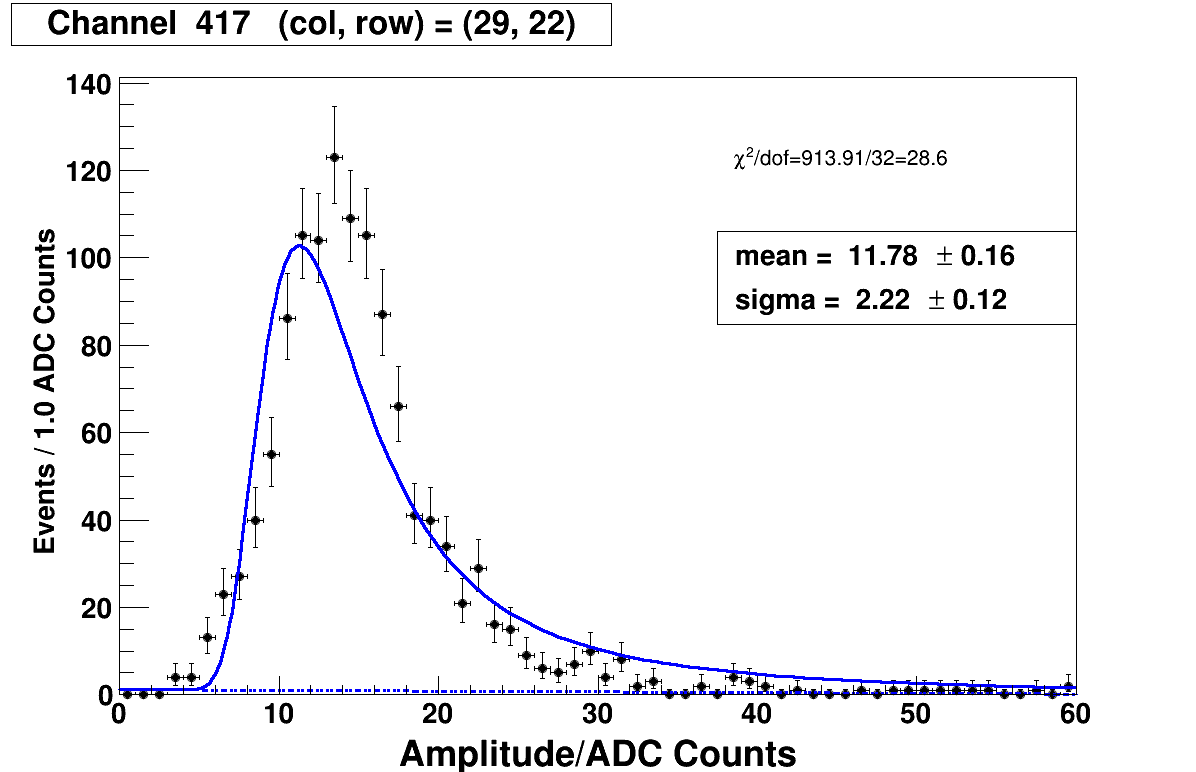 Channel 417 (col, row) = (29, 22)
140
120
100
80
60
40
20
0
Events / 1.0 ADC Counts
χ²/dof=913.91/32=28.6
mean = 11.78 ± 0.16
sigma = 2.22 ± 0.12
0 10 20 30 40 50 60
Amplitude/ADC Counts